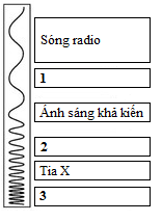 Sóng radio
1
Ánh sáng khả kiến
2
Tia X
3